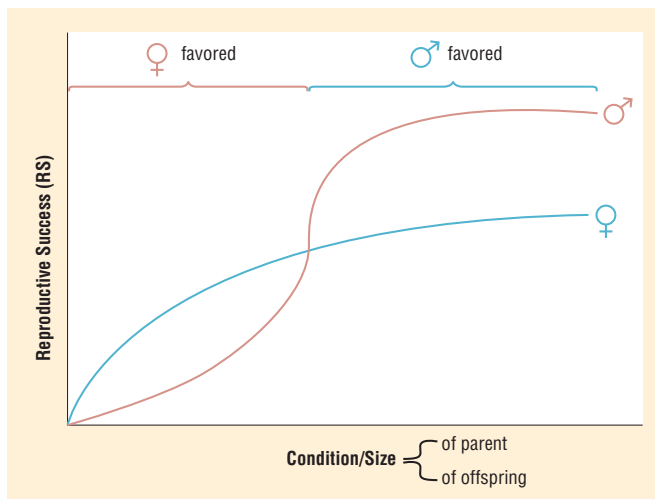 ♀ favored
♂ favored
Reproductive Success (RS)
♂
♀
Condition/Size
of parent
of offspring